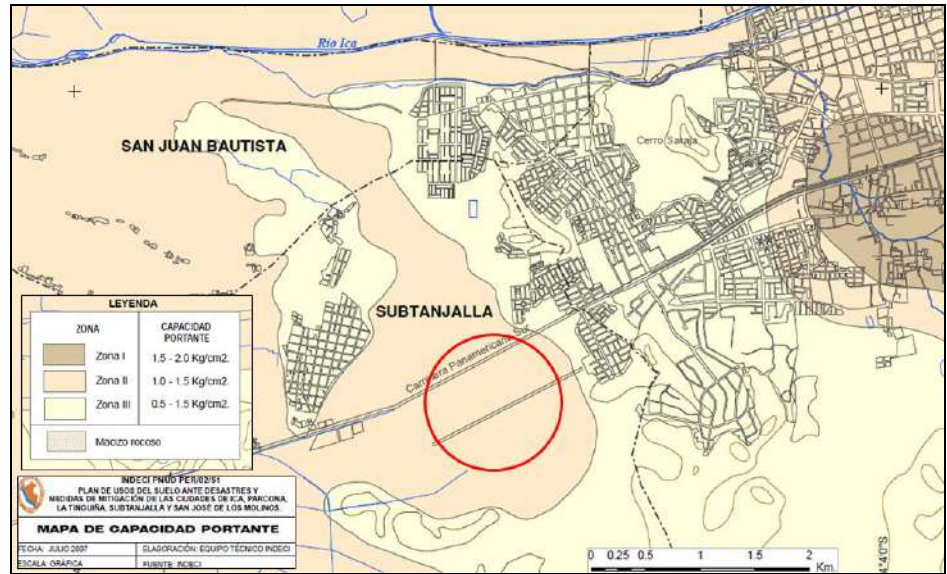 Río Ica
SAN JUAN BAUTISTA
Cerro Saraja
SUBTANJALLA
Carretera Panamericana
LEYENDA
ZONA
CAPACIDAD
PORTANTE
Zona I
1.5 - 2.0 Kg/cm2.
Zona II
1.0 - 1.5 Kg/cm2.
Zona III
0.5 - 1.5 Kg/cm2.
Macizo rocoso
INDECI PNUD PER/02/51
PLAN DE USOS DEL SUELO ANTE DESASTRES Y
MEDIDAS DE MITIGACIÓN DE LAS CIUDADES DE ICA, PARCONA,
LA TINGUIÑA, SUBTANJALLA Y SAN JOSÉ DE LOS MOLINOS.
MAPA DE CAPACIDAD PORTANTE
FECHA: JULIO 2007
ELABORACIÓN: EQUIPO TÉCNICO INDECI
ESCALA: GRÁFICA
FUENTE: INDECI
0 0.25 0.5 1 1.5 2
Km.
4°40'S